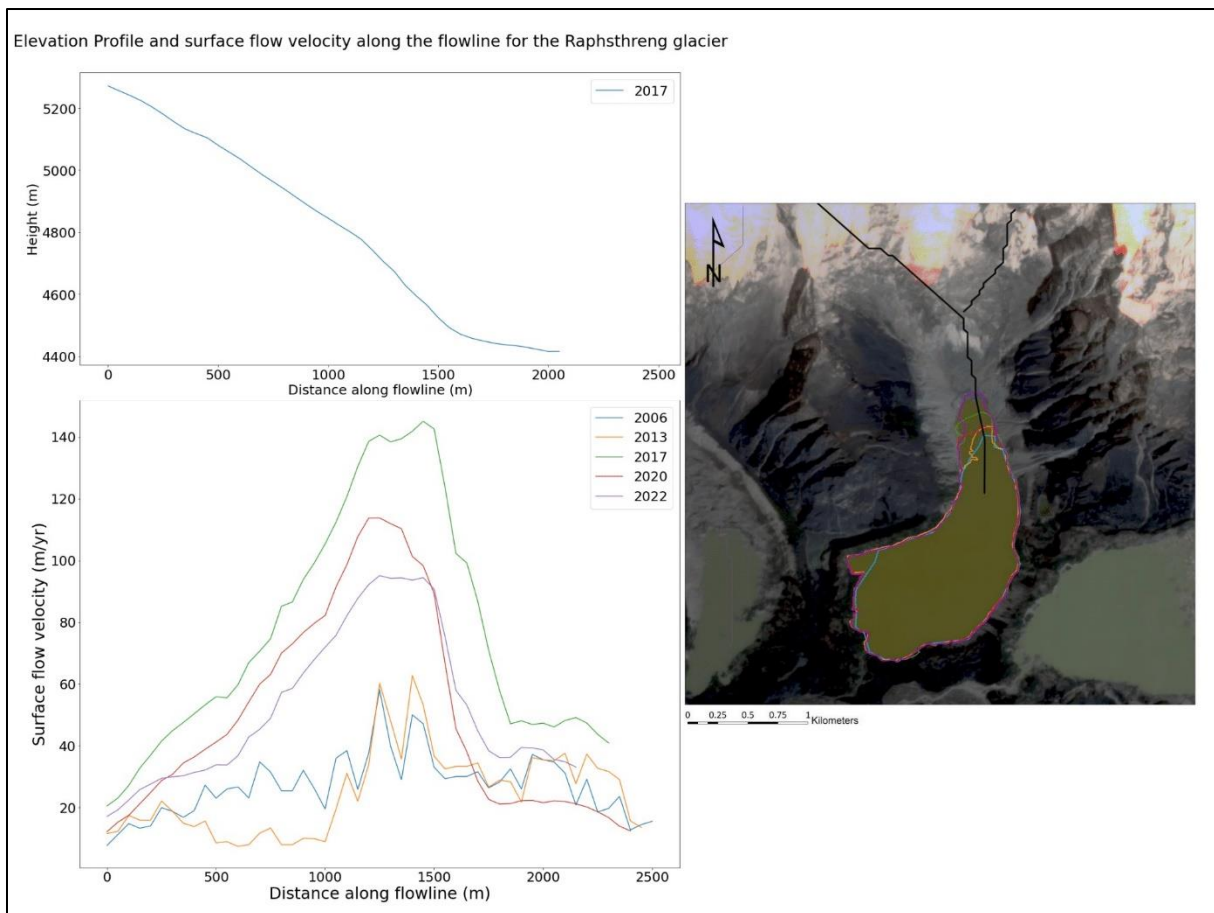 Elevation Profile and surface flow velocity along the flowline for the Raphsthreng glacier
2017
5200
5000
4800
4600
4400
Height (m)
0 500 1000 1500 2000 2500
Distance along flowline (m)
2006
2013
2017
2020
2022
140
120
100
80
60
40
20
Surface flow velocity (m/yr)
0 500 1000 1500 2000 2500
Distance along flowline (m)
N
0 0.25 0.5 0.75 1
Kilometers